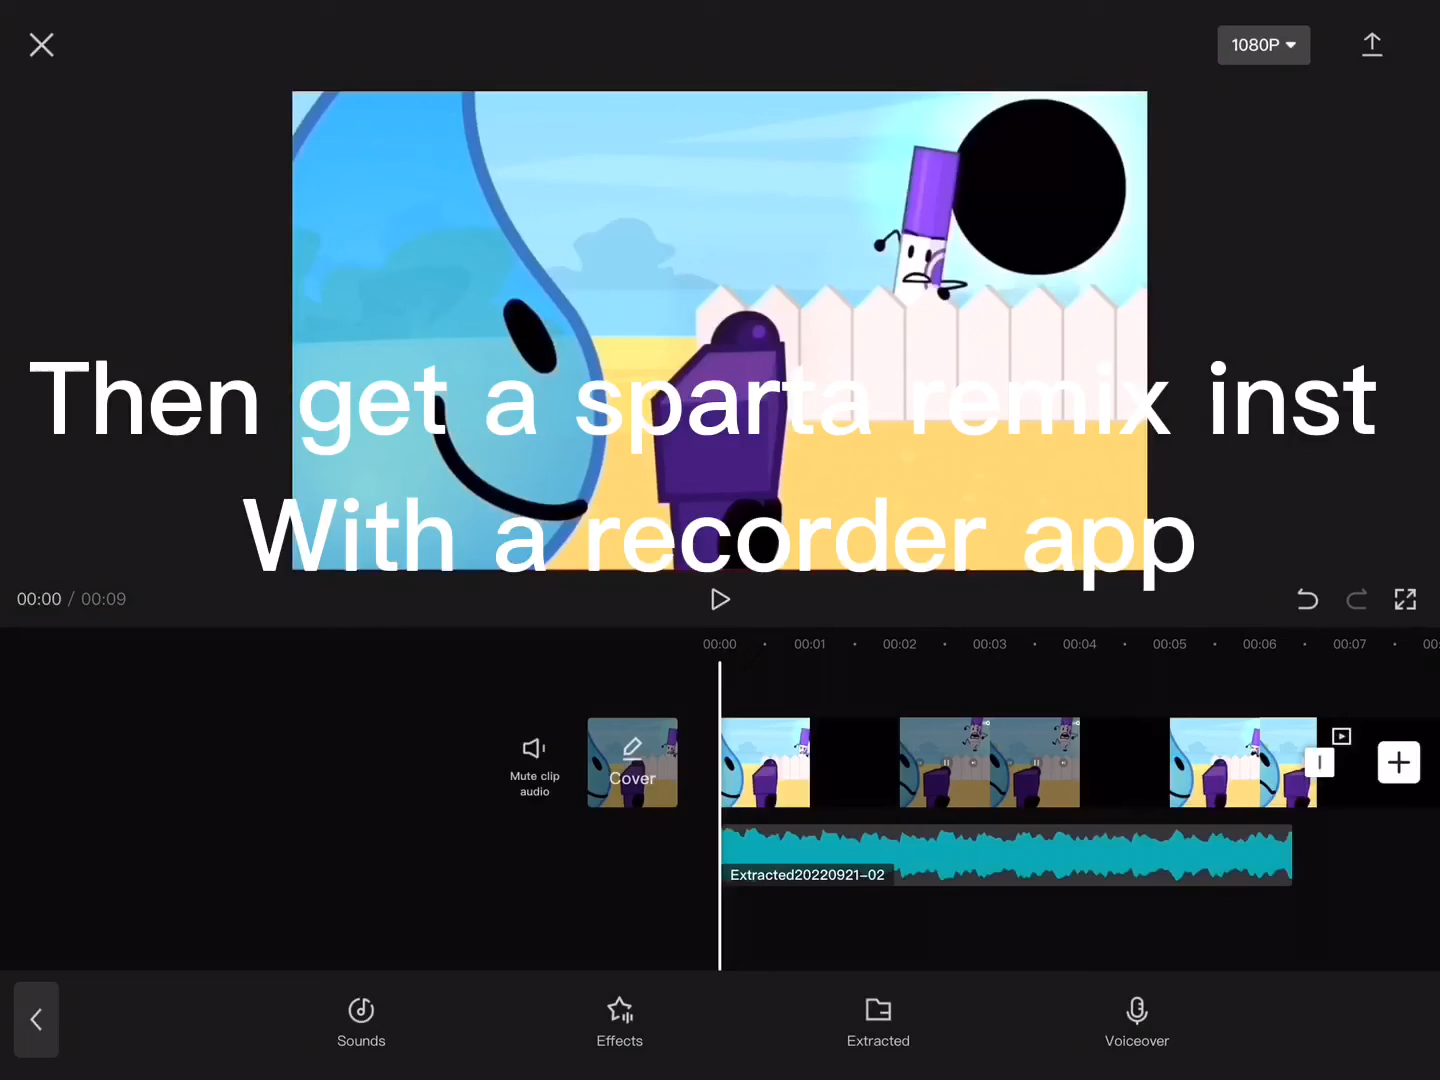 1080P
Then get a sparta remix inst
With a recorder app
00:00 / 00:09
00:00 00:01 00:02 00:03 00:04 00:05 00:06 00:07 00:
Mute clip
audio
Cover
Extracted20220921-02
Sounds
Effects
Extracted
Voiceover